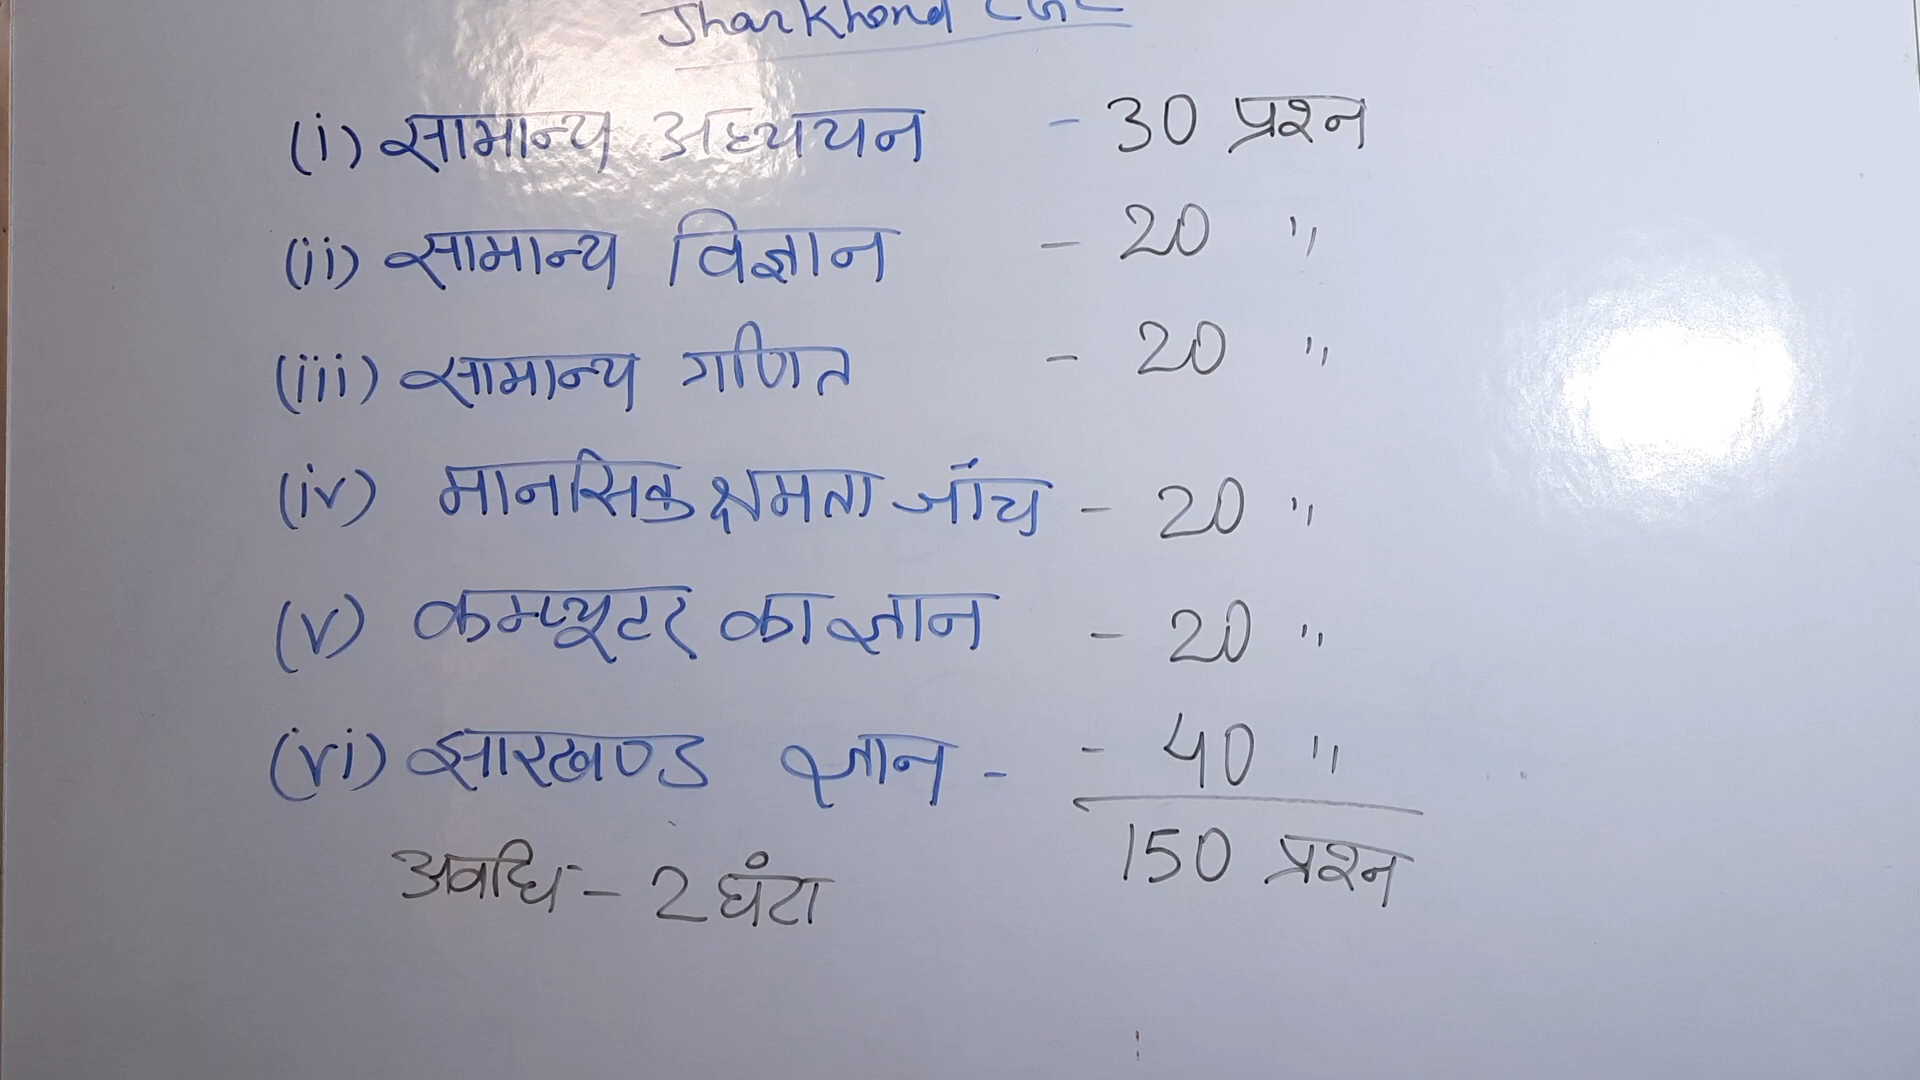 Jharkhand CGL
(i) सामान्य अध्ययन - 30 प्रश्न
(ii) सामान्य विज्ञान - 20 "
(iii) सामान्य गणित - 20 "
(iv) मानसिक क्षमता जाँच - 20 "
(v) कम्प्यूटर का ज्ञान - 20 "
(vi) झारखण्ड ज्ञान - - 40 "
150 प्रश्न
अवधि - 2 घंटा